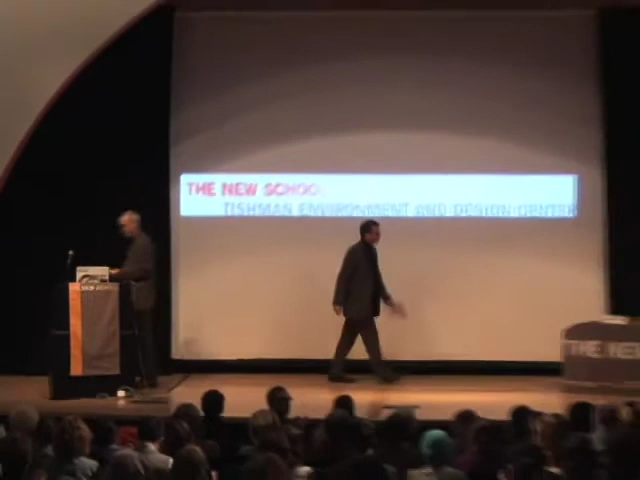 THE NEW SCHOOL
TISHMAN ENVIRONMENT AND DESIGN CENTER
THE NEW